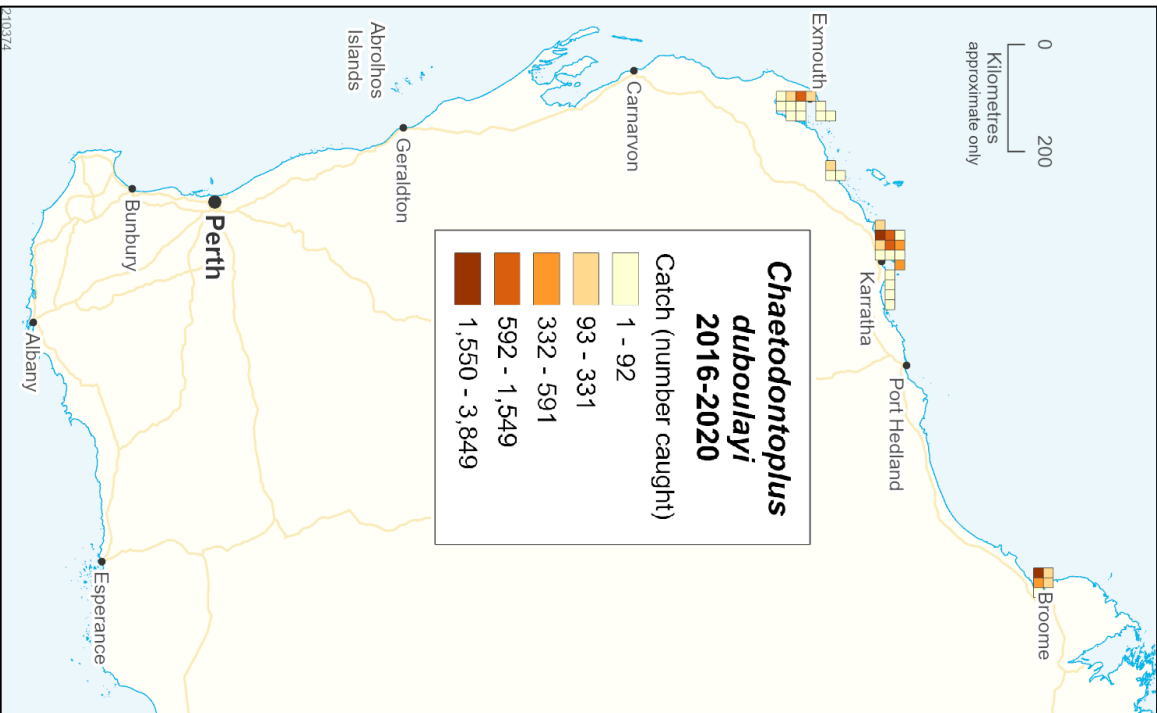 0
200
Kilometres
approximate only
Exmouth
Carnarvon
Abrolhos
Islands
Geraldton
Karratha
Port Hedland
Broome
Chaetodontoplus
duboulayi
2016-2020
Catch (number caught)
1 - 92
93 - 331
332 - 591
592 - 1,549
1,550 - 3,849
Perth
Bunbury
Albany
Esperance
210374